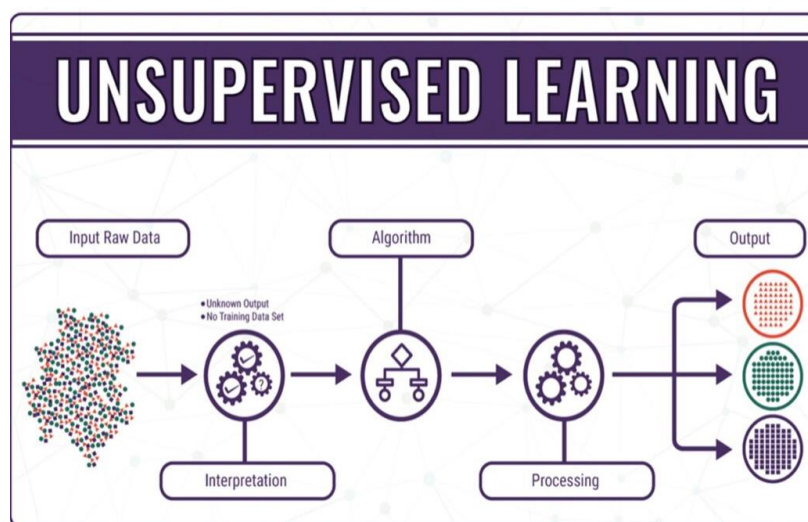 UNSUPERVISED LEARNING
Input Raw Data
Algorithm
Output
• Unknown Output
• No Training Data Set
?
Interpretation
Processing